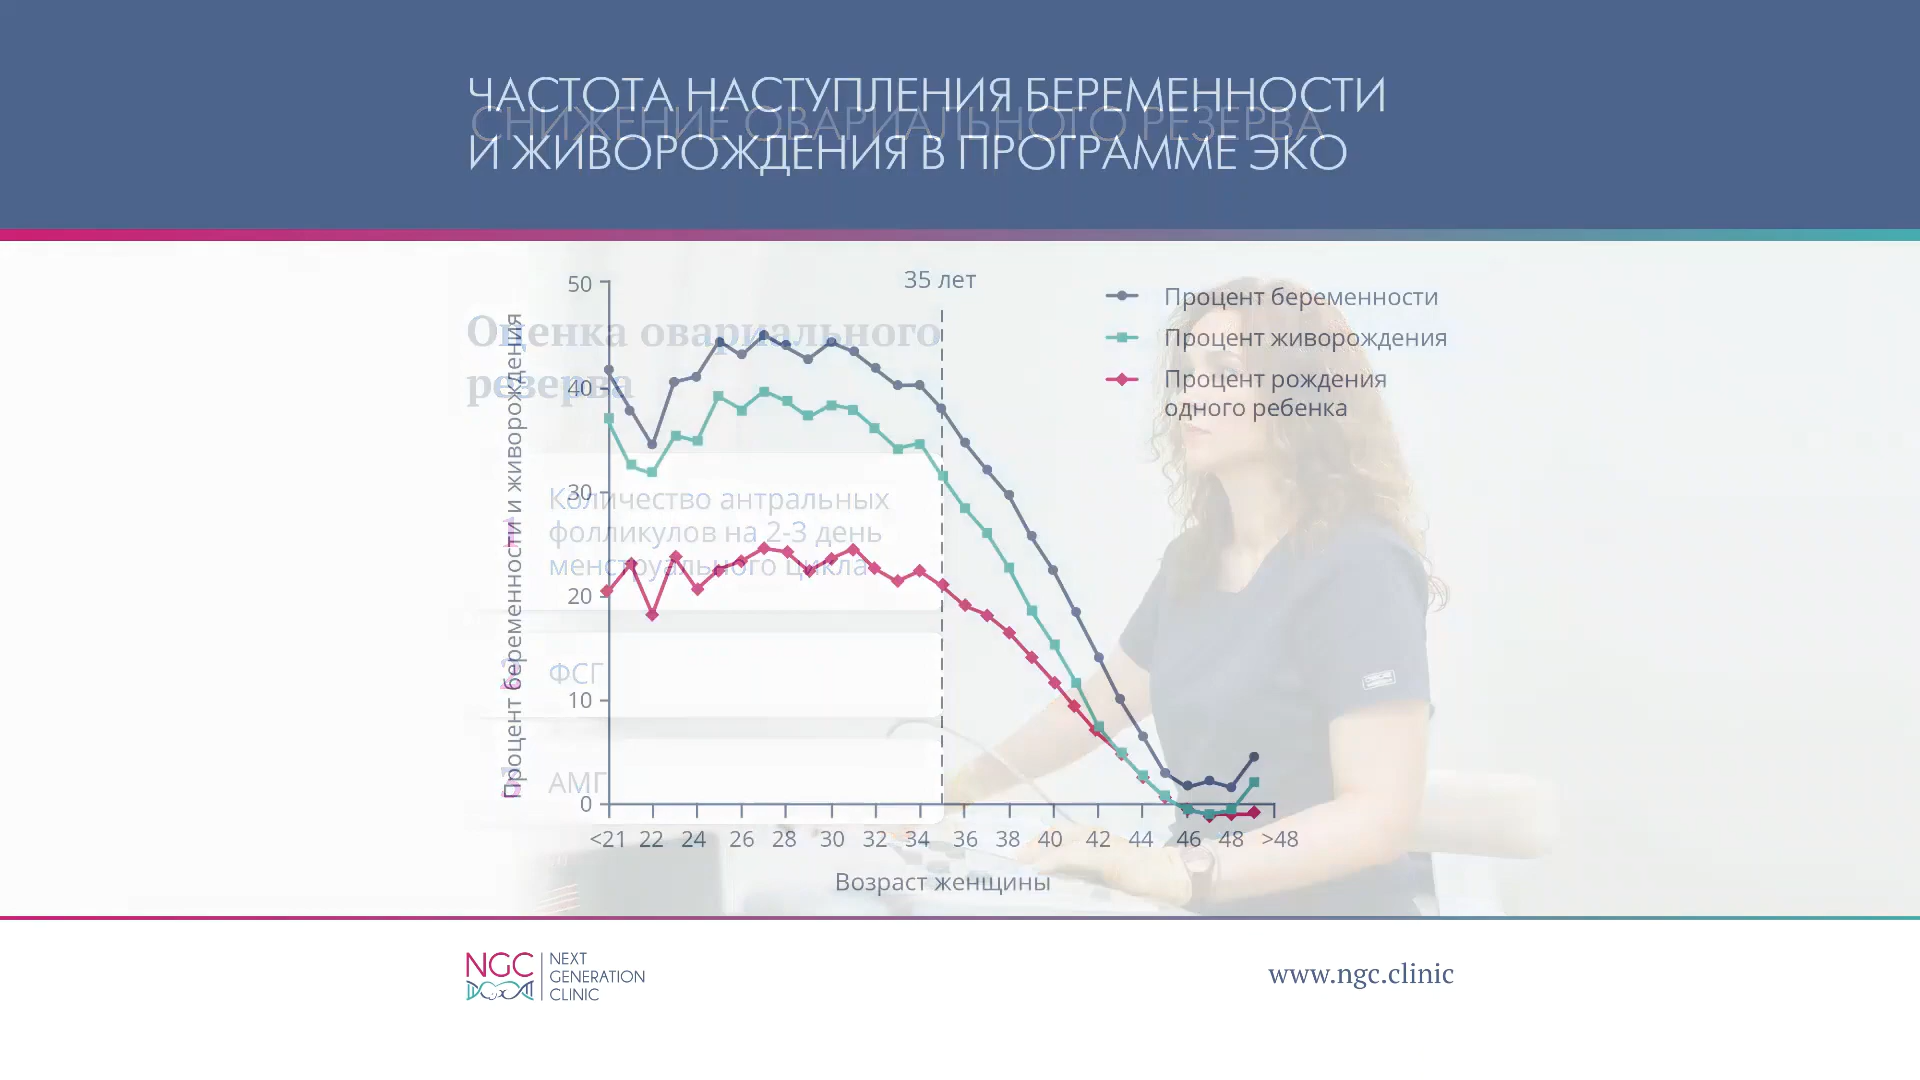 ЧАСТОТА НАСТУПЛЕНИЯ БЕРЕМЕННОСТИ
СНИЖЕНИЕ ОВАРИАЛЬНОГО РЕЗЕРВА
И ЖИВОРОЖДЕНИЯ В ПРОГРАММЕ ЭКО
35 лет
Процент беременности
Процент живорождения
Процент рождения
одного ребенка
Оценка овариального
резерва
Процент беременности и живорождения
50
40
30
20
10
0
1
Количество антральных
фолликулов на 2-3 день
менструального цикла
2
ФСГ
3
АМГ
<21 22 24 26 28 30 32 34 36 38 40 42 44 46 48 >48
Возраст женщины
NGC
NEXT
GENERATION
CLINIC
www.ngc.clinic